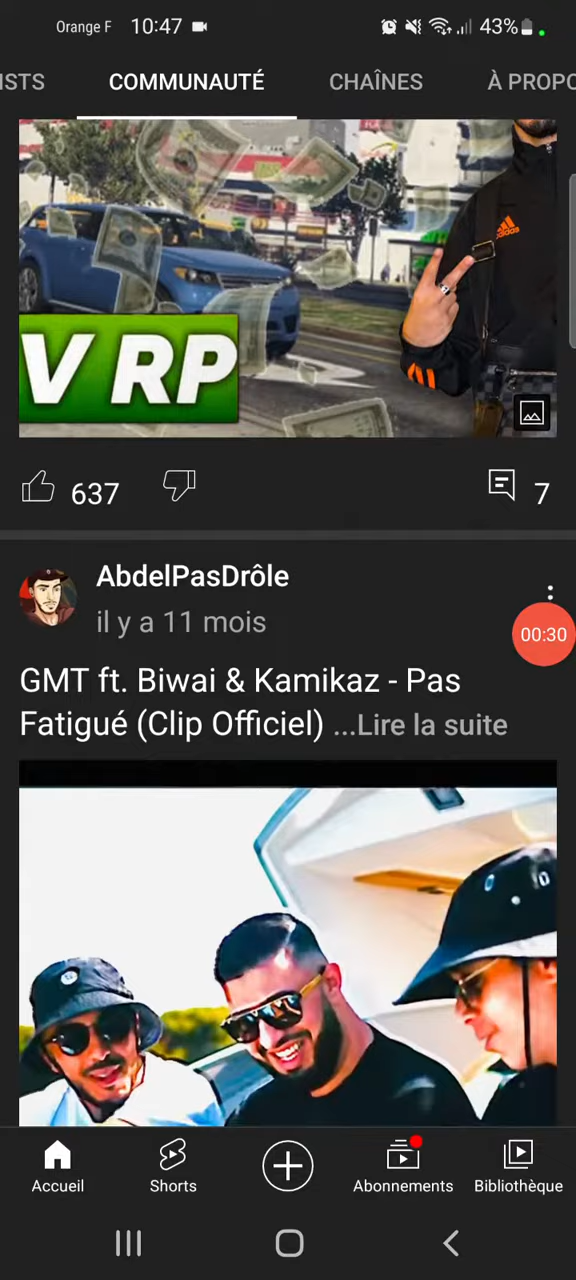 Orange F 10:47 43%
ISTS COMMUNAUTÉ CHAÎNES À PROPO
adidas
V RP
637 7
AbdelPasDrôle
il y a 11 mois
00:30
GMT ft. Biwai & Kamikaz - Pas
Fatigué (Clip Officiel) ...Lire la suite
Accueil Shorts Abonnements Bibliothèque